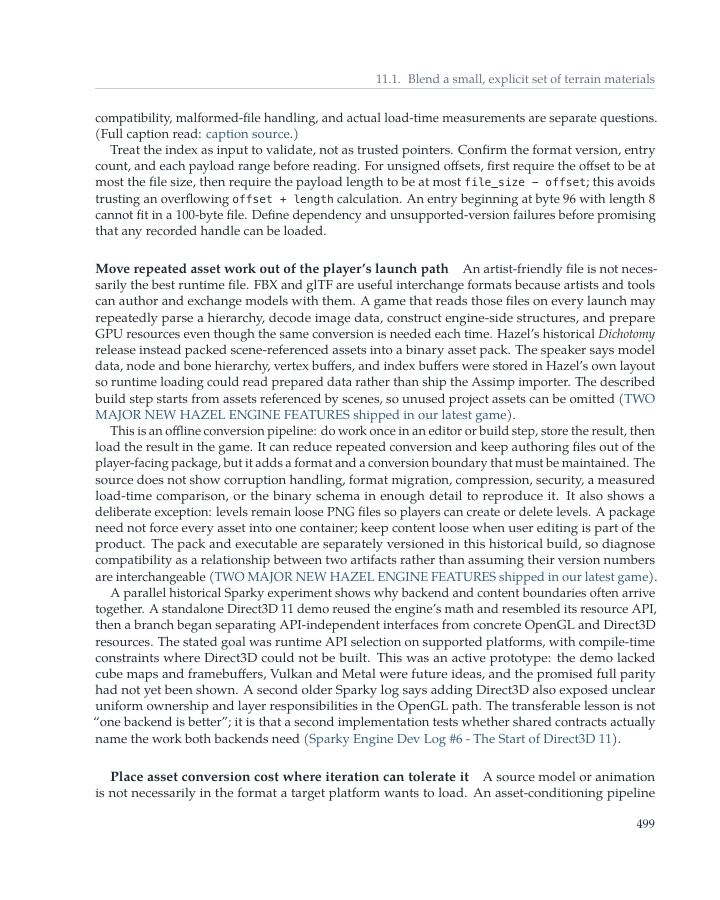 11.1. Blend a small, explicit set of terrain materials
compatibility, malformed-file handling, and actual load-time measurements are separate questions.
(Full caption read: caption source.)
Treat the index as input to validate, not as trusted pointers. Confirm the format version, entry
count, and each payload range before reading. For unsigned offsets, first require the offset to be at
most the file size, then require the payload length to be at most file_size − offset; this avoids
trusting an overflowing offset + length calculation. An entry beginning at byte 96 with length 8
cannot fit in a 100-byte file. Define dependency and unsupported-version failures before promising
that any recorded handle can be loaded.
Move repeated asset work out of the player's launch path An artist-friendly file is not neces-
sarily the best runtime file. FBX and glTF are useful interchange formats because artists and tools
can author and exchange models with them. A game that reads those files on every launch may
repeatedly parse a hierarchy, decode image data, construct engine-side structures, and prepare
GPU resources even though the same conversion is needed each time. Hazel's historical Dichotomy
release instead packed scene-referenced assets into a binary asset pack. The speaker says model
data, node and bone hierarchy, vertex buffers, and index buffers were stored in Hazel's own layout
so runtime loading could read prepared data rather than ship the Assimp importer. The described
build step starts from assets referenced by scenes, so unused project assets can be omitted (TWO
MAJOR NEW HAZEL ENGINE FEATURES shipped in our latest game).
This is an offline conversion pipeline: do work once in an editor or build step, store the result, then
load the result in the game. It can reduce repeated conversion and keep authoring files out of the
player-facing package, but it adds a format and a conversion boundary that must be maintained. The
source does not show corruption handling, format migration, compression, security, a measured
load-time comparison, or the binary schema in enough detail to reproduce it. It also shows a
deliberate exception: levels remain loose PNG files so players can create or delete levels. A package
need not force every asset into one container; keep content loose when user editing is part of the
product. The pack and executable are separately versioned in this historical build, so diagnose
compatibility as a relationship between two artifacts rather than assuming their version numbers
are interchangeable (TWO MAJOR NEW HAZEL ENGINE FEATURES shipped in our latest game).
A parallel historical Sparky experiment shows why backend and content boundaries often arrive
together. A standalone Direct3D 11 demo reused the engine's math and resembled its resource API,
then a branch began separating API-independent interfaces from concrete OpenGL and Direct3D
resources. The stated goal was runtime API selection on supported platforms, with compile-time
constraints where Direct3D could not be built. This was an active prototype: the demo lacked
cube maps and framebuffers, Vulkan and Metal were future ideas, and the promised full parity
had not yet been shown. A second older Sparky log says adding Direct3D also exposed unclear
uniform ownership and layer responsibilities in the OpenGL path. The transferable lesson is not
“one backend is better”; it is that a second implementation tests whether shared contracts actually
name the work both backends need (Sparky Engine Dev Log #6 - The Start of Direct3D 11).
Place asset conversion cost where iteration can tolerate it A source model or animation
is not necessarily in the format a target platform wants to load. An asset-conditioning pipeline
499